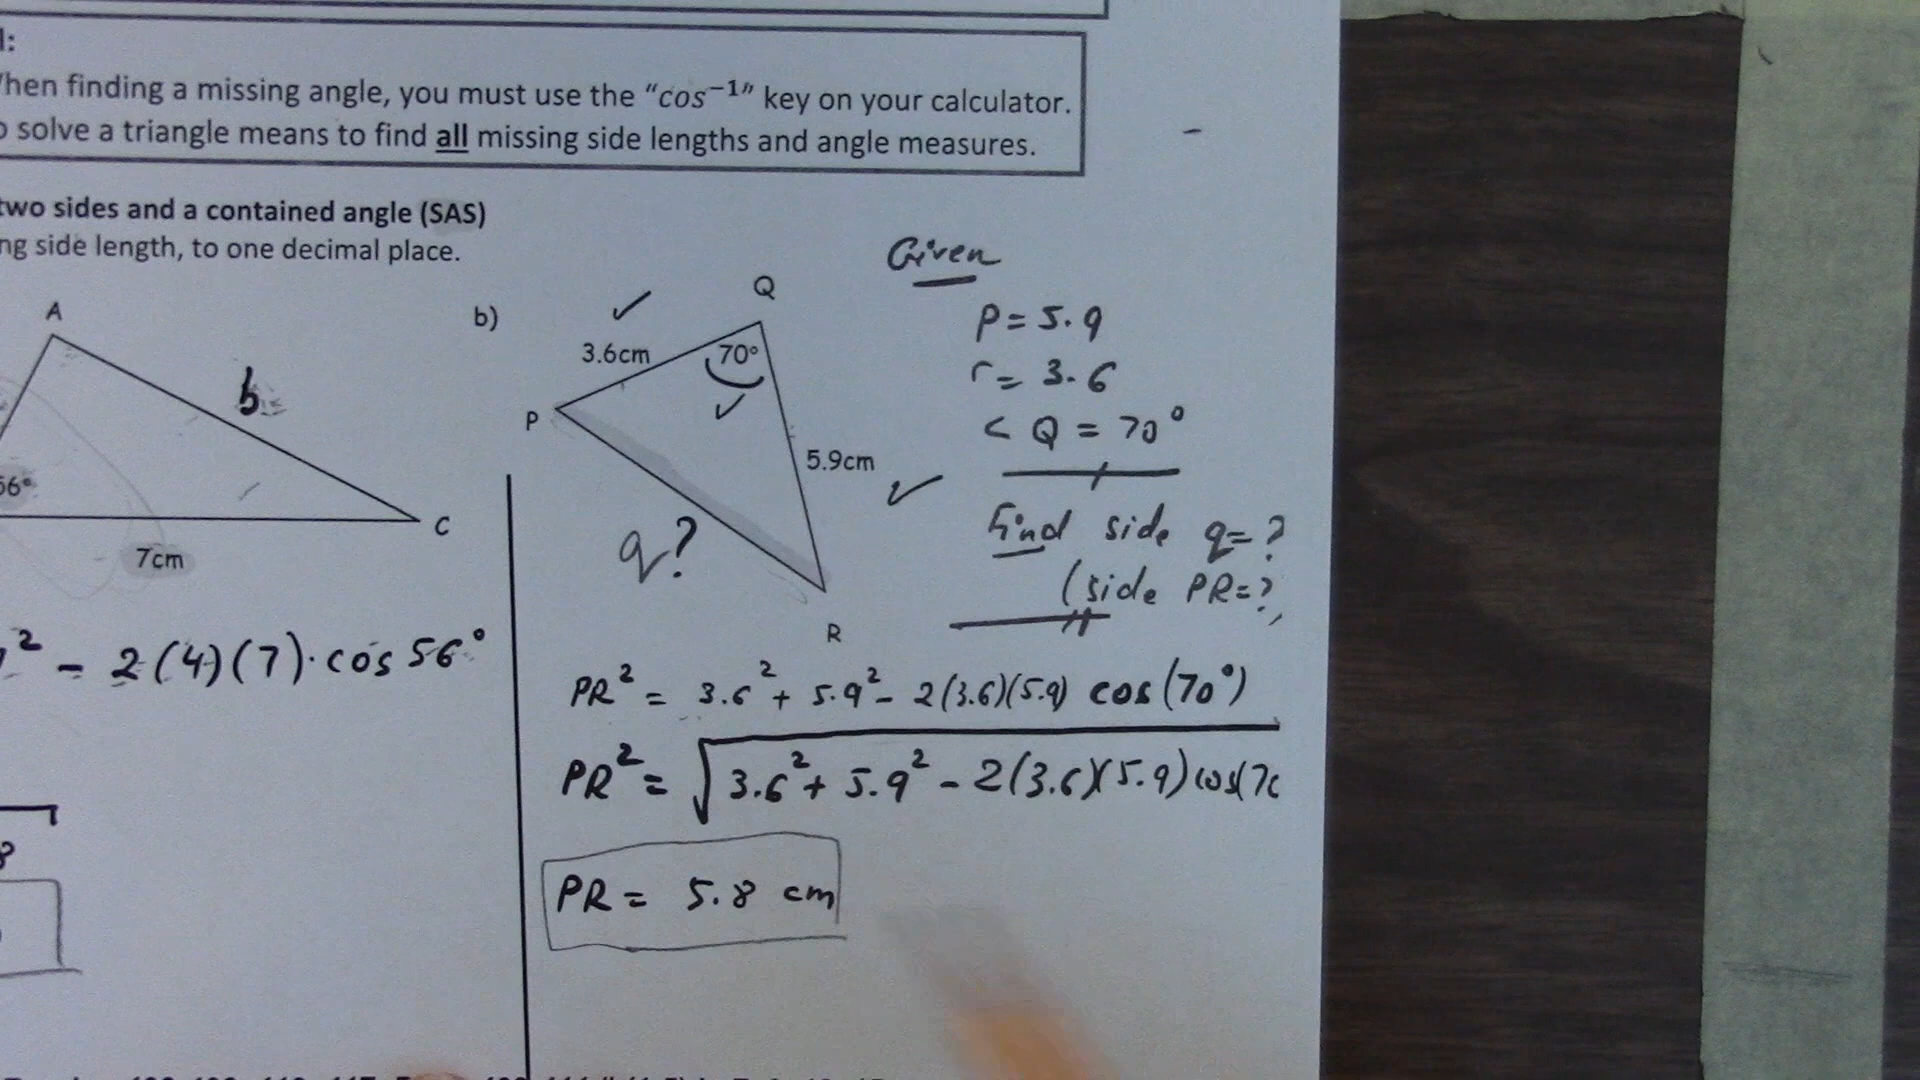 hen finding a missing angle, you must use the "cos⁻¹" key on your calculator.
solve a triangle means to find all missing side lengths and angle measures.
two sides and a contained angle (SAS)
ng side length, to one decimal place.
A
b
56°
7cm
C
² - 2(4)(7)·cos 56°
8
b)
Q
3.6cm
70°
P
5.9cm
q?
R
Given
p = 5.9
r = 3.6
< Q = 70°
Find side q = ?
(side PR = ?
PR² = 3.6² + 5.9² - 2(3.6)(5.9) cos(70°)
PR² = √3.6² + 5.9² - 2(3.6)(5.9) cos(70
PR = 5.8 cm